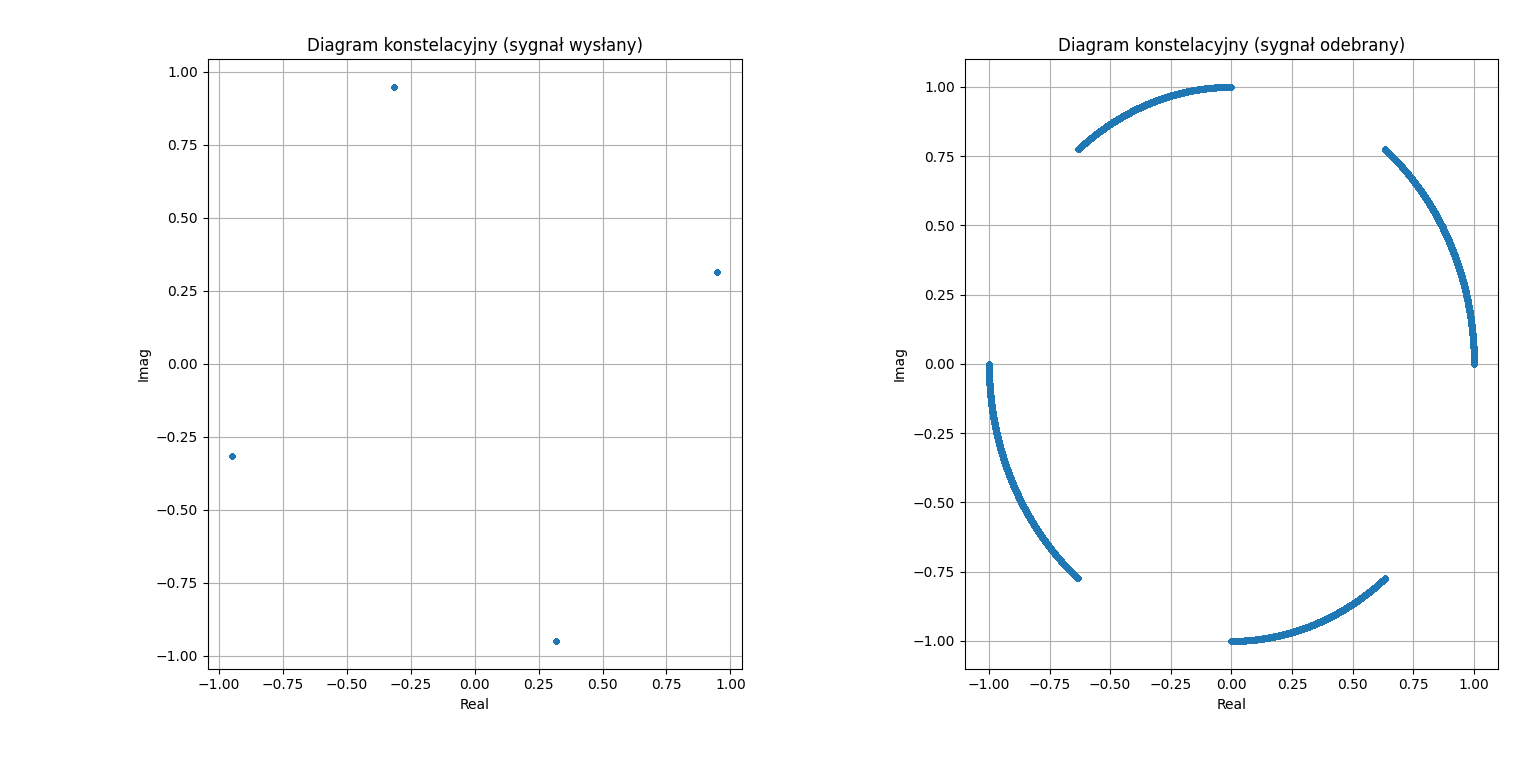 Diagram konstelacyjny (sygnał wysłany)
1.00
0.75
0.50
0.25
0.00
−0.25
−0.50
−0.75
−1.00
Imag
−1.00 −0.75 −0.50 −0.25 0.00 0.25 0.50 0.75 1.00
Real
Diagram konstelacyjny (sygnał odebrany)
1.00
0.75
0.50
0.25
0.00
−0.25
−0.50
−0.75
−1.00
Imag
−1.00 −0.75 −0.50 −0.25 0.00 0.25 0.50 0.75 1.00
Real